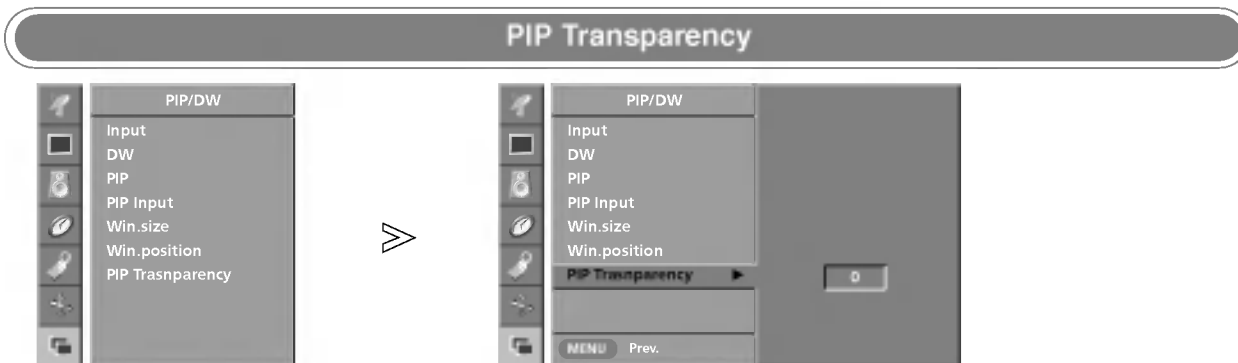 PIP Transparency
PIP/DW
Input
DW
PIP
PIP Input
Win.size
Win.position
PIP Trasnparency
PIP/DW
Input
DW
PIP
PIP Input
Win.size
Win.position
PIP Trasnparency
0
MENU Prev.